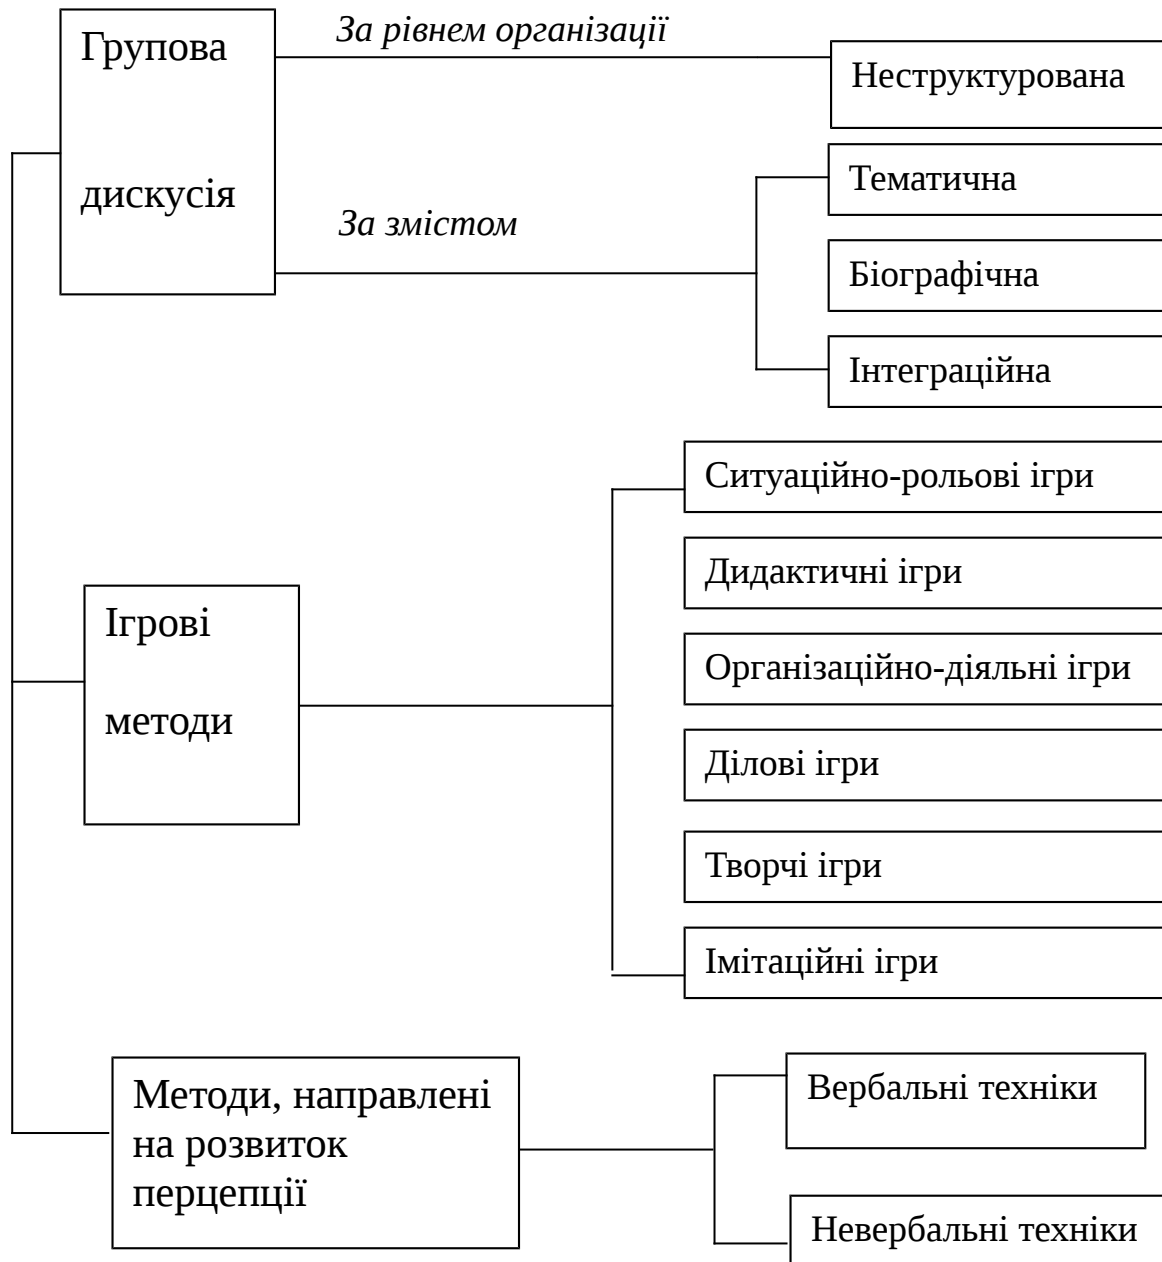 Групова
дискусія
За рівнем організації
Неструктурована
За змістом
Тематична
Біографічна
Інтеграційна
Ігрові
методи
Ситуаційно-рольові ігри
Дидактичні ігри
Організаційно-діяльні ігри
Ділові ігри
Творчі ігри
Імітаційні ігри
Методи, направлені
на розвиток
перцепції
Вербальні техніки
Невербальні техніки